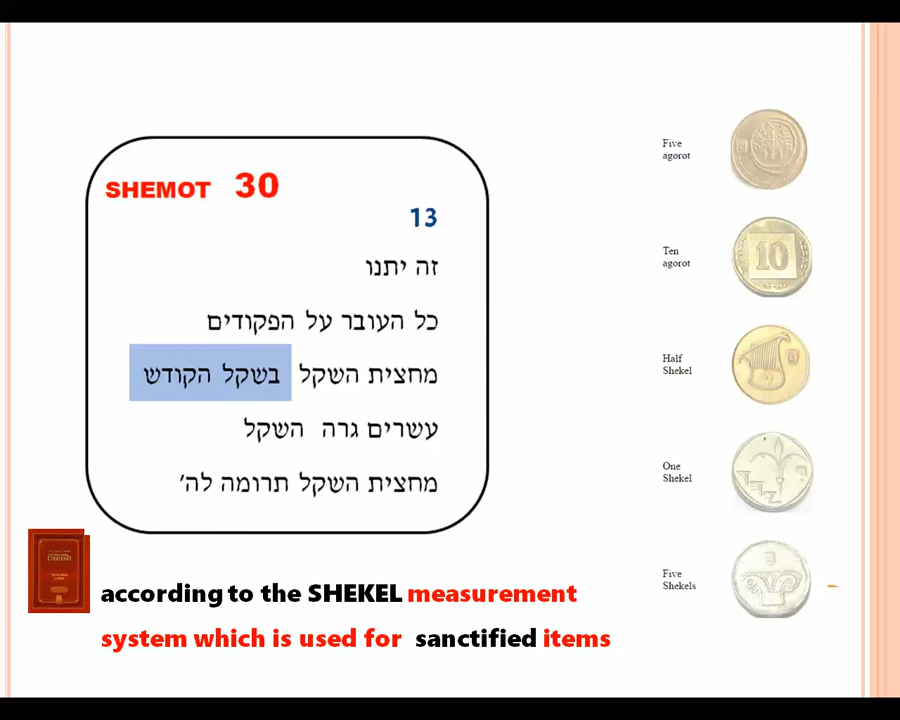 SHEMOT 30
13
זה יתנו
כל העובר על הפקודים
מחצית השקל בשקל הקודש
עשרים גרה השקל
מחצית השקל תרומה לה'
according to the SHEKEL measurement
system which is used for sanctified items
Five
agorot
Ten
agorot
10
Half
Shekel
One
Shekel
Five
Shekels